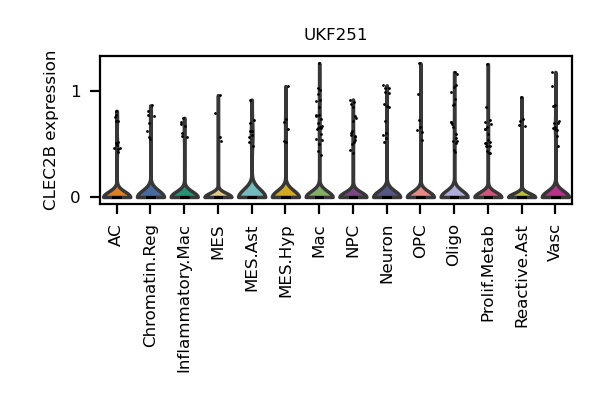 UKF251
CLEC2B expression
1
0
AC
Chromatin.Reg
Inflammatory.Mac
MES
MES.Ast
MES.Hyp
Mac
NPC
Neuron
OPC
Oligo
Prolif.Metab
Reactive.Ast
Vasc